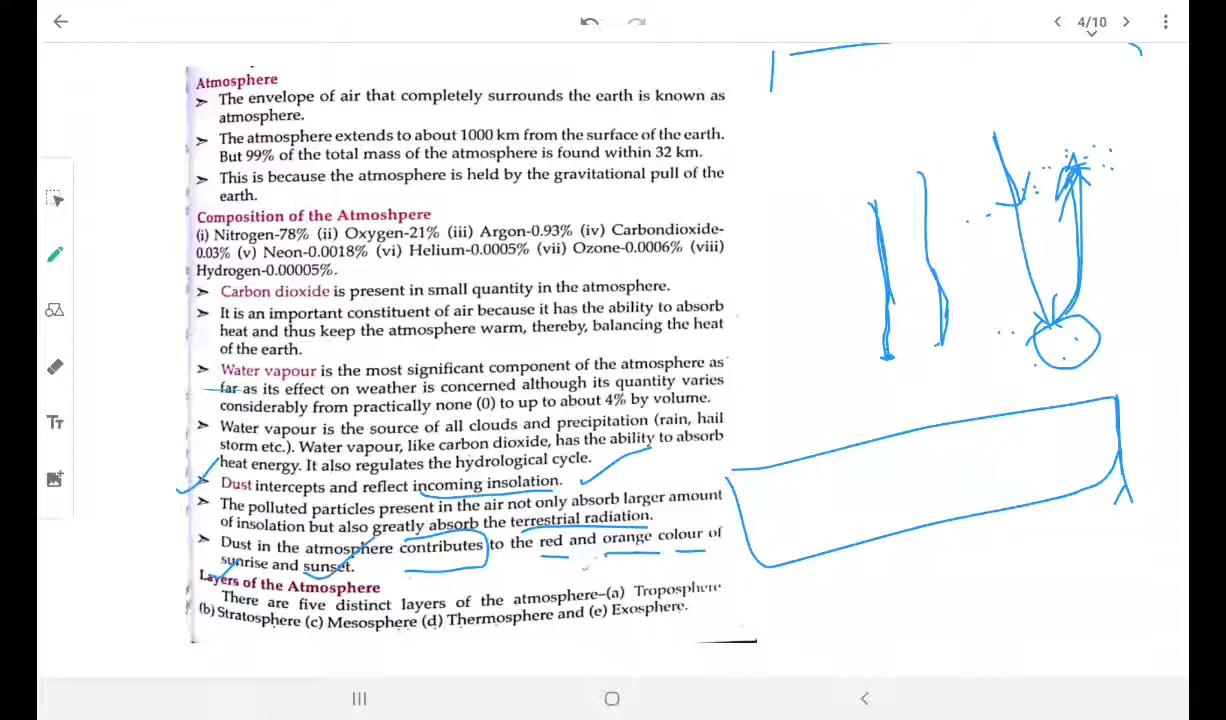 4/10
Atmosphere
➤ The envelope of air that completely surrounds the earth is known as
atmosphere.
➤ The atmosphere extends to about 1000 km from the surface of the earth.
But 99% of the total mass of the atmosphere is found within 32 km.
➤ This is because the atmosphere is held by the gravitational pull of the
earth.
Composition of the Atmoshpere
(i) Nitrogen-78% (ii) Oxygen-21% (iii) Argon-0.93% (iv) Carbondioxide-
0.03% (v) Neon-0.0018% (vi) Helium-0.0005% (vii) Ozone-0.0006% (viii)
Hydrogen-0.00005%.
➤ Carbon dioxide is present in small quantity in the atmosphere.
➤ It is an important constituent of air because it has the ability to absorb
heat and thus keep the atmosphere warm, thereby, balancing the heat
of the earth.
➤ Water vapour is the most significant component of the atmosphere as
far as its effect on weather is concerned although its quantity varies
considerably from practically none (0) to up to about 4% by volume.
➤ Water vapour is the source of all clouds and precipitation (rain, hail
storm etc.). Water vapour, like carbon dioxide, has the ability to absorb
heat energy. It also regulates the hydrological cycle.
➤ Dust intercepts and reflect incoming insolation.
➤ The polluted particles present in the air not only absorb larger amount
of insolation but also greatly absorb the terrestrial radiation.
➤ Dust in the atmosphere contributes to the red and orange colour of
sunrise and sunset.
Layers of the Atmosphere
There are five distinct layers of the atmosphere–(a) Troposphere
(b) Stratosphere (c) Mesosphere (d) Thermosphere and (e) Exosphere.
Tт